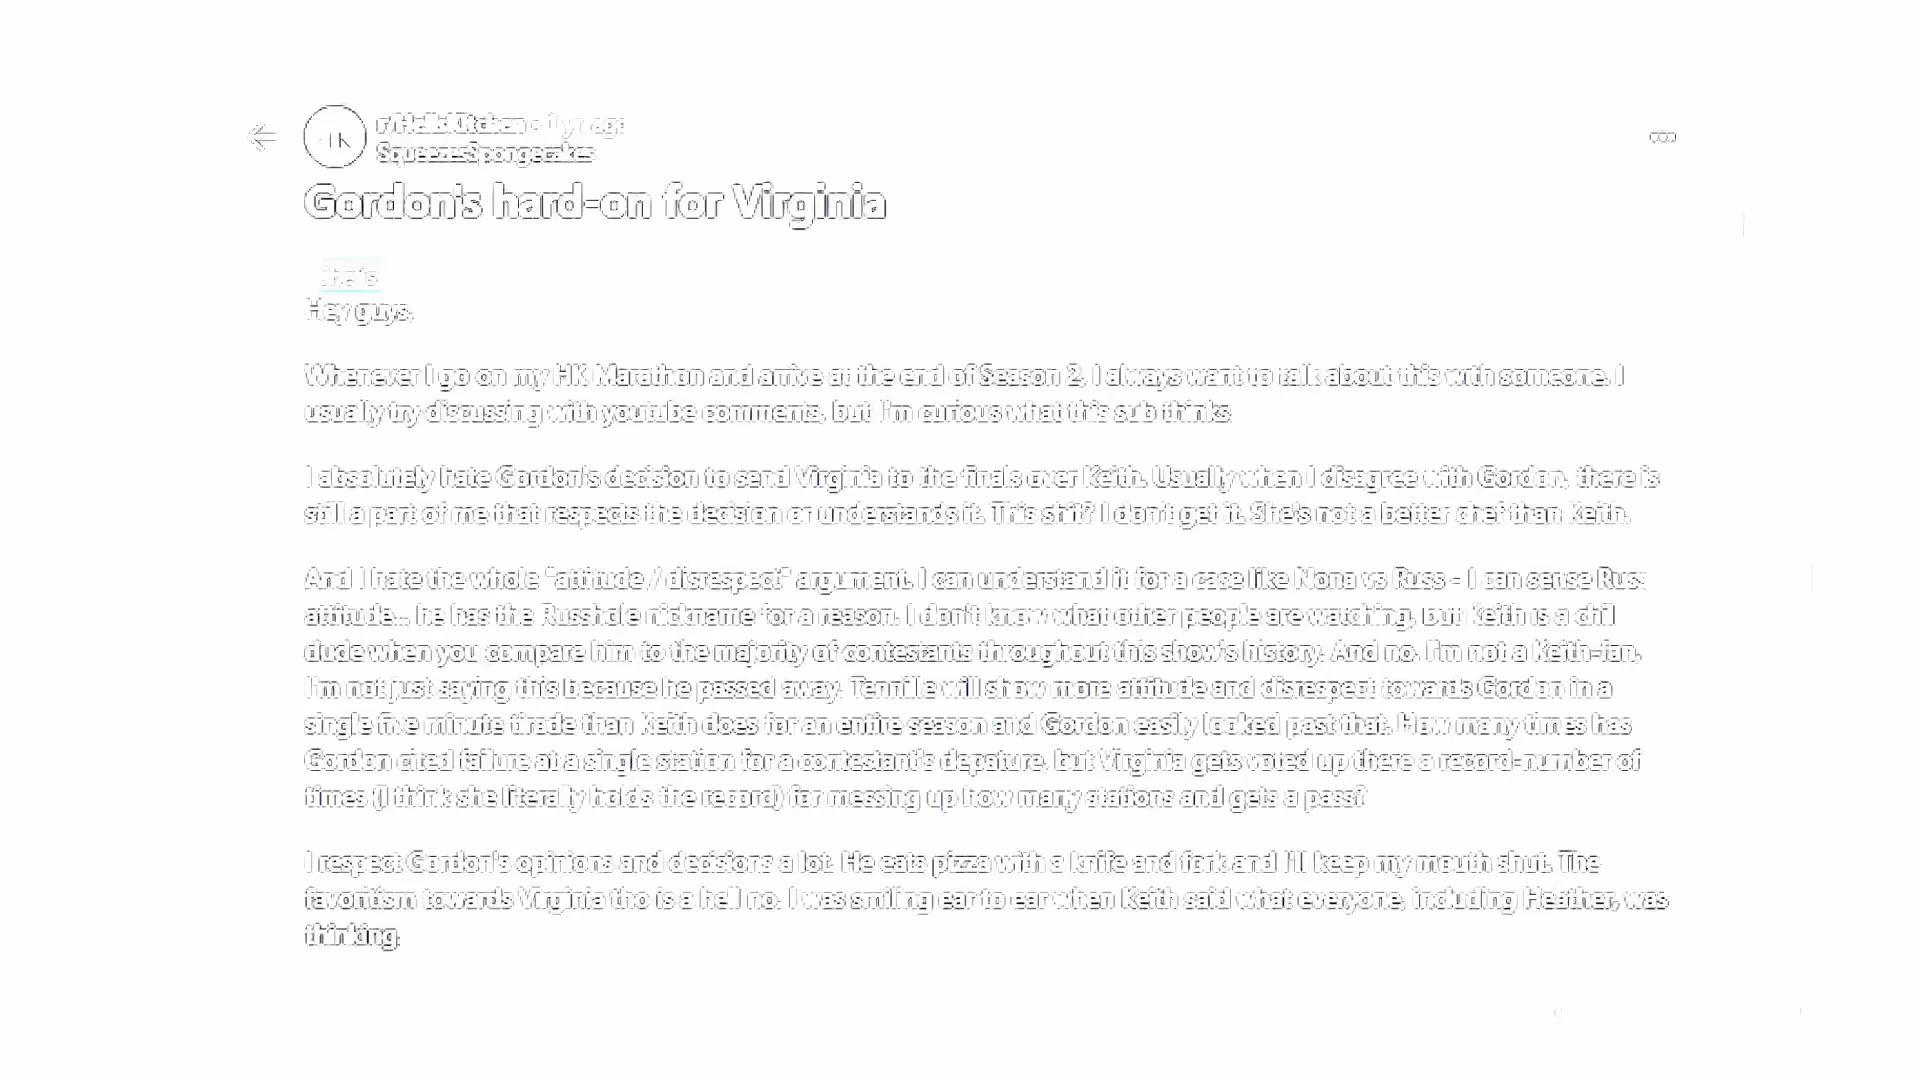 r/HellsKitchen • 1 yr. ago
SqueezesSpongecakes
Gordon's hard-on for Virginia
Hey guys,
Whenever I go on my HK Marathon and arrive at the end of Season 2, I always want to talk about this with someone. I
usually try discussing with youtube comments, but I'm curious what this sub thinks.
I absolutely hate Gordon's decision to send Virginia to the finals over Keith. Usually when I disagree with Gordon, there is
still a part of me that respects the decision or understands it. This shit? I don't get it. She's not a better chef than Keith.
And I hate the whole "attitude / disrespect" argument. I can understand it for a case like Nona vs Russ - I can sense Russ
attitude... he has the Russhole nickname for a reason. I don't know what other people are watching, but Keith is a chill
dude when you compare him to the majority of contestants throughout this show's history. And no, I'm not a Keith-fan,
I'm not just saying this because he passed away. Tennille will show more attitude and disrespect towards Gordon in a
single five minute tirade than Keith does for an entire season and Gordon easily looked past that. How many times has
Gordon cited failure at a single station for a contestant's depature, but Virginia gets voted up there a record-number of
times (I think she literally holds the record) for messing up how many stations and gets a pass?
I respect Gordon's opinions and decisions a lot. He eats pizza with a knife and fork and I'll keep my mouth shut. The
favoritism towards Virginia tho is a hell no. I was smiling ear to ear when Keith said what everyone, including Heather, was
thinking.